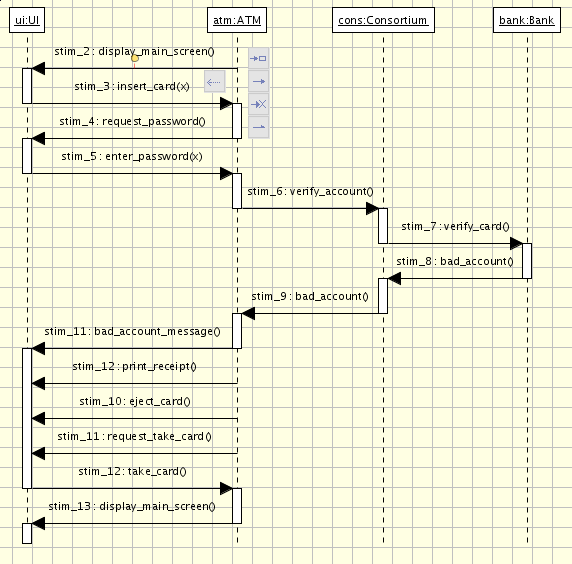 ui:UI atm:ATM cons:Consortium bank:Bank
stim_2: display_main_screen()
stim_3: insert_card(x)
stim_4: request_password()
stim_5: enter_password(x)
stim_6: verify_account()
stim_7: verify_card()
stim_8: bad_account()
stim_9: bad_account()
stim_11: bad_account_message()
stim_12: print_receipt()
stim_10: eject_card()
stim_11: request_take_card()
stim_12: take_card()
stim_13: display_main_screen()